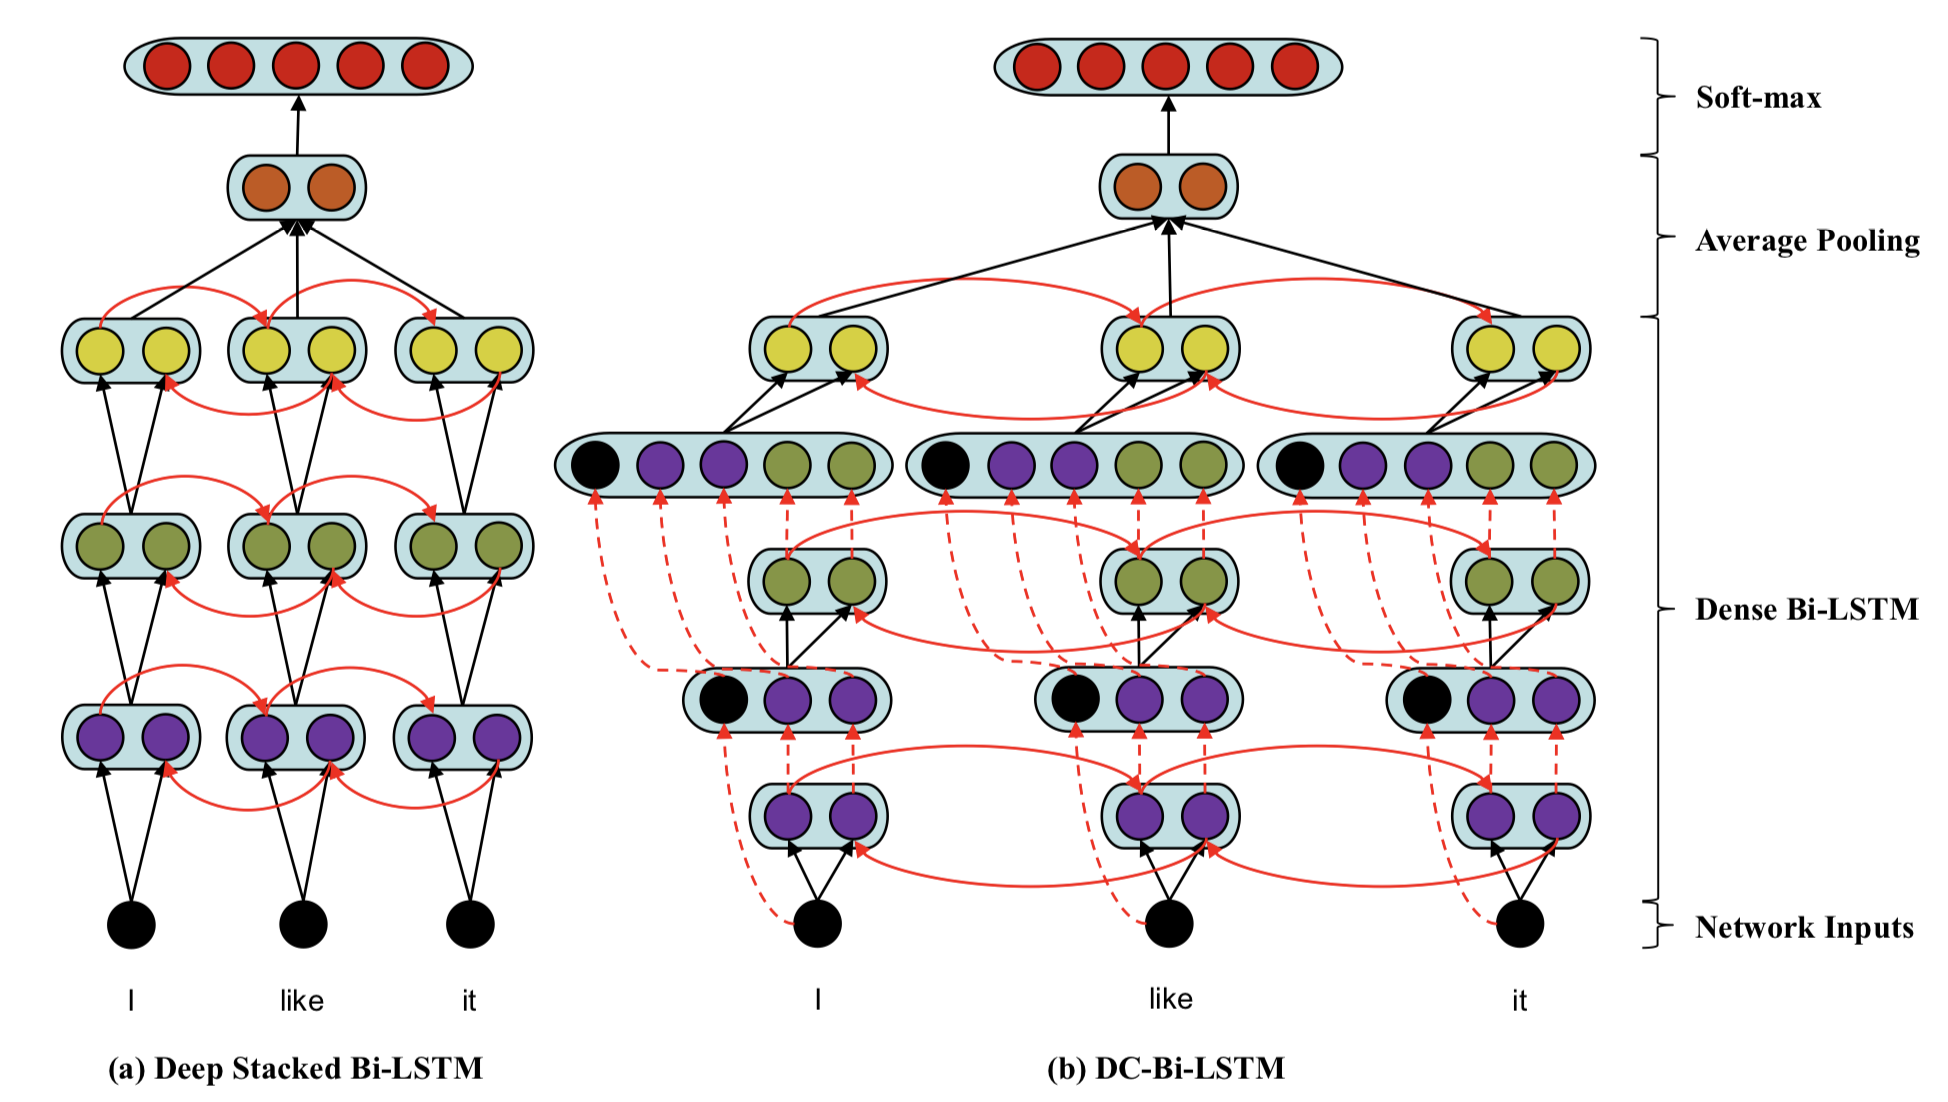 Soft-max
Average Pooling
Dense Bi-LSTM
Network Inputs
I like it
I like it
(a) Deep Stacked Bi-LSTM
(b) DC-Bi-LSTM